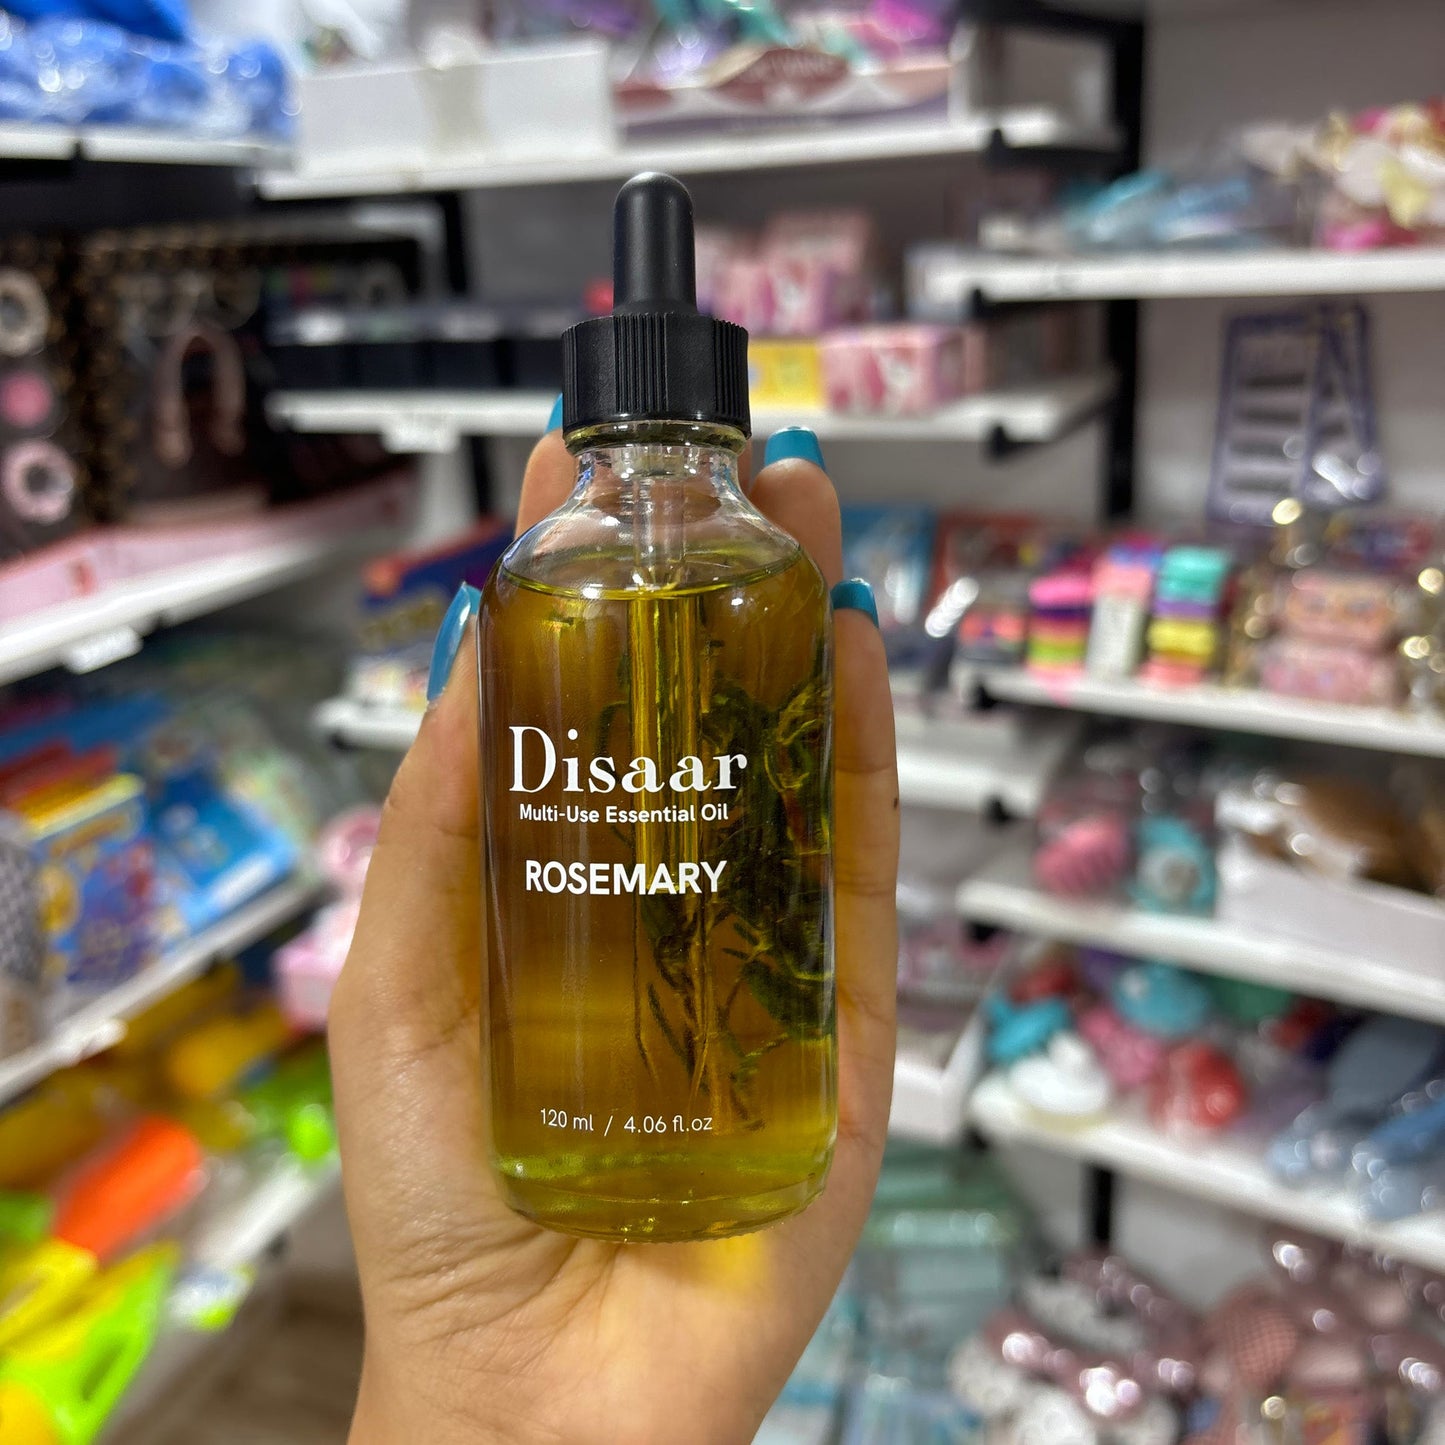 Disaar
Multi-Use Essential Oil
ROSEMARY
120 ml / 4.06 fl.oz